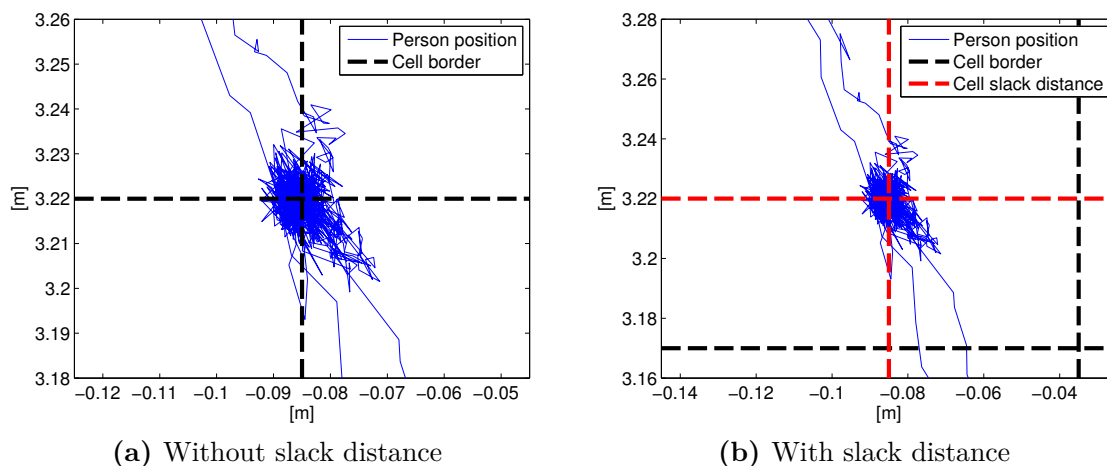 3.26
3.25
3.24
3.23
3.22
3.21
3.2
3.19
3.18
[m]
−0.12 −0.11 −0.1 −0.09 −0.08 −0.07 −0.06 −0.05
[m]
Person position
Cell border
(a) Without slack distance
3.28
3.26
3.24
3.22
3.2
3.18
3.16
[m]
−0.14 −0.12 −0.1 −0.08 −0.06 −0.04
[m]
Person position
Cell border
Cell slack distance
(b) With slack distance